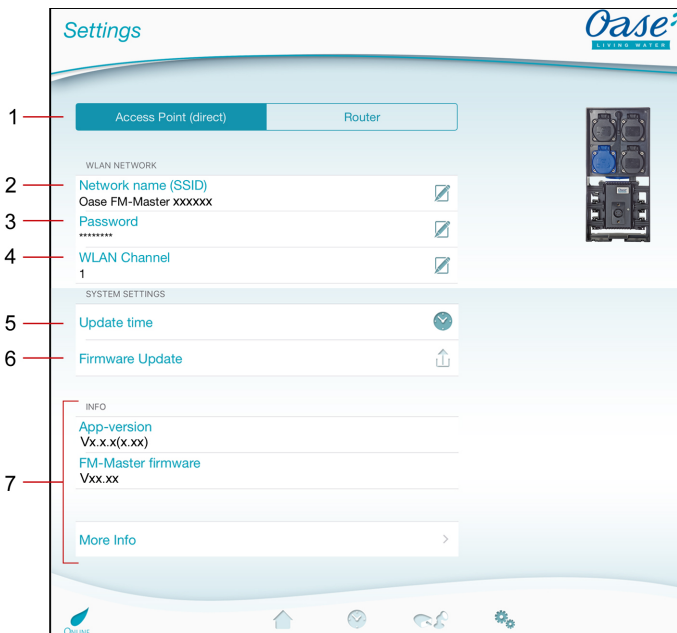 Settings
Oase
LIVING WATER
1
Access Point (direct) Router
WLAN NETWORK
2
Network name (SSID)
Oase FM-Master xxxxxx
3
Password
********
4
WLAN Channel
1
SYSTEM SETTINGS
5
Update time
6
Firmware Update
INFO
App-version
Vx.x.x(x.xx)
FM-Master firmware
Vxx.xx
7
More Info
ONLINE